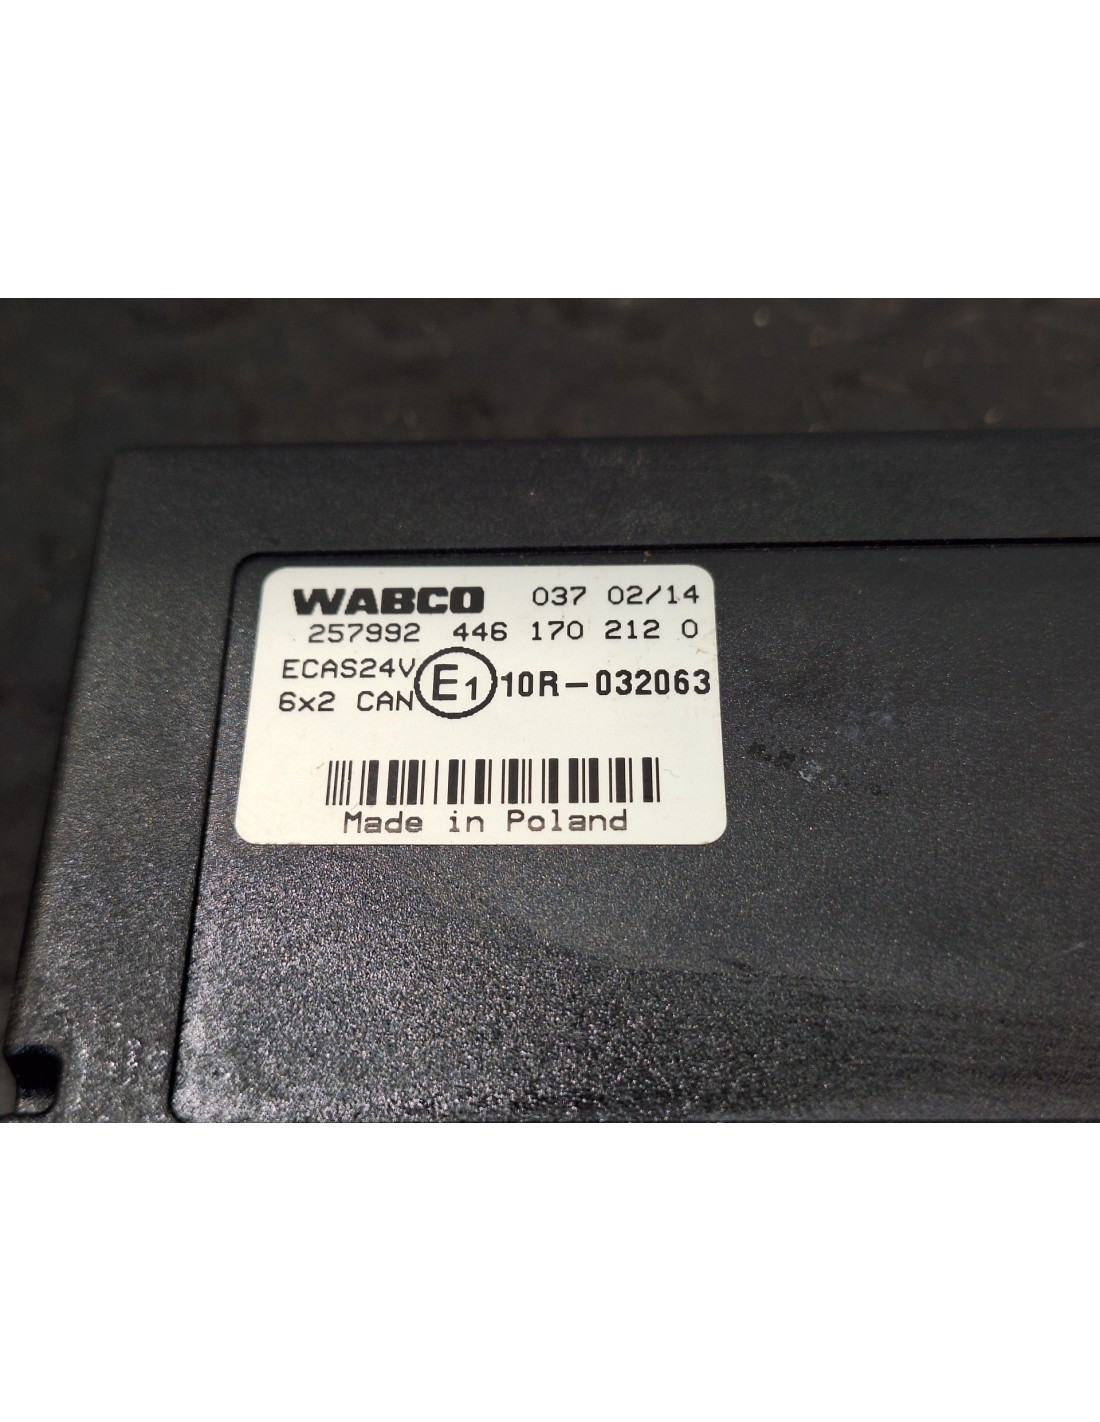 WABCO 037 02/14
257992 446 170 212 0
ECAS24V
6x2 CAN E1 10R-032063
Made in Poland